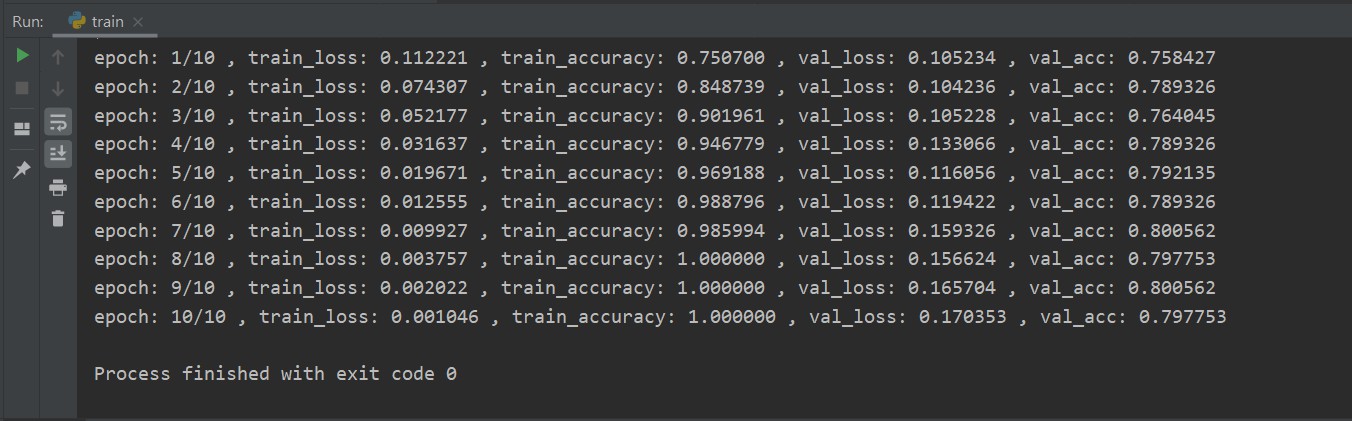 Run: train
epoch: 1/10 , train_loss: 0.112221 , train_accuracy: 0.750700 , val_loss: 0.105234 , val_acc: 0.758427
epoch: 2/10 , train_loss: 0.074307 , train_accuracy: 0.848739 , val_loss: 0.104236 , val_acc: 0.789326
epoch: 3/10 , train_loss: 0.052177 , train_accuracy: 0.901961 , val_loss: 0.105228 , val_acc: 0.764045
epoch: 4/10 , train_loss: 0.031637 , train_accuracy: 0.946779 , val_loss: 0.133066 , val_acc: 0.789326
epoch: 5/10 , train_loss: 0.019671 , train_accuracy: 0.969188 , val_loss: 0.116056 , val_acc: 0.792135
epoch: 6/10 , train_loss: 0.012555 , train_accuracy: 0.988796 , val_loss: 0.119422 , val_acc: 0.789326
epoch: 7/10 , train_loss: 0.009927 , train_accuracy: 0.985994 , val_loss: 0.159326 , val_acc: 0.800562
epoch: 8/10 , train_loss: 0.003757 , train_accuracy: 1.000000 , val_loss: 0.156624 , val_acc: 0.797753
epoch: 9/10 , train_loss: 0.002022 , train_accuracy: 1.000000 , val_loss: 0.165704 , val_acc: 0.800562
epoch: 10/10 , train_loss: 0.001046 , train_accuracy: 1.000000 , val_loss: 0.170353 , val_acc: 0.797753
Process finished with exit code 0